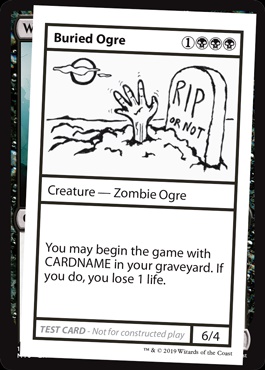 Buried Ogre 1
RIP
OR NOT
Creature — Zombie Ogre
You may begin the game with
CARDNAME in your graveyard. If
you do, you lose 1 life.
TEST CARD - Not for constructed play
6/4
™ & © 2019 Wizards of the Coast